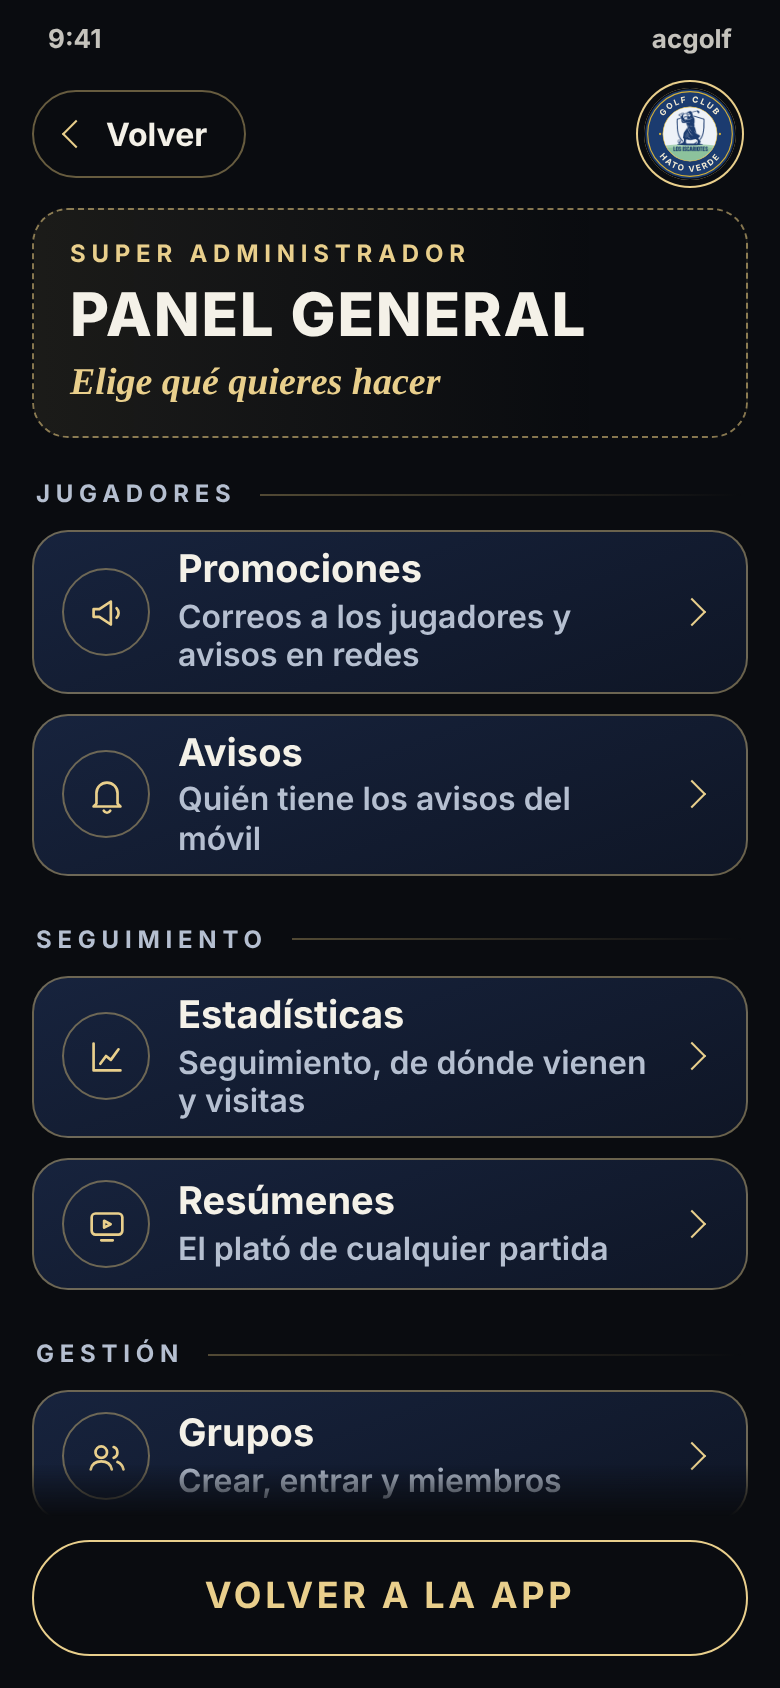 9:41
acgolf
Volver
GOLF CLUB
LOS ECABINTES
HATO VERDE
SUPER ADMINISTRADOR
PANEL GENERAL
Elige qué quieres hacer
JUGADORES
Promociones
Correos a los jugadores y
avisos en redes
Avisos
Quién tiene los avisos del
móvil
SEGUIMIENTO
Estadísticas
Seguimiento, de dónde vienen
y visitas
Resúmenes
El plató de cualquier partida
GESTIÓN
Grupos
Crear, entrar y miembros
VOLVER A LA APP